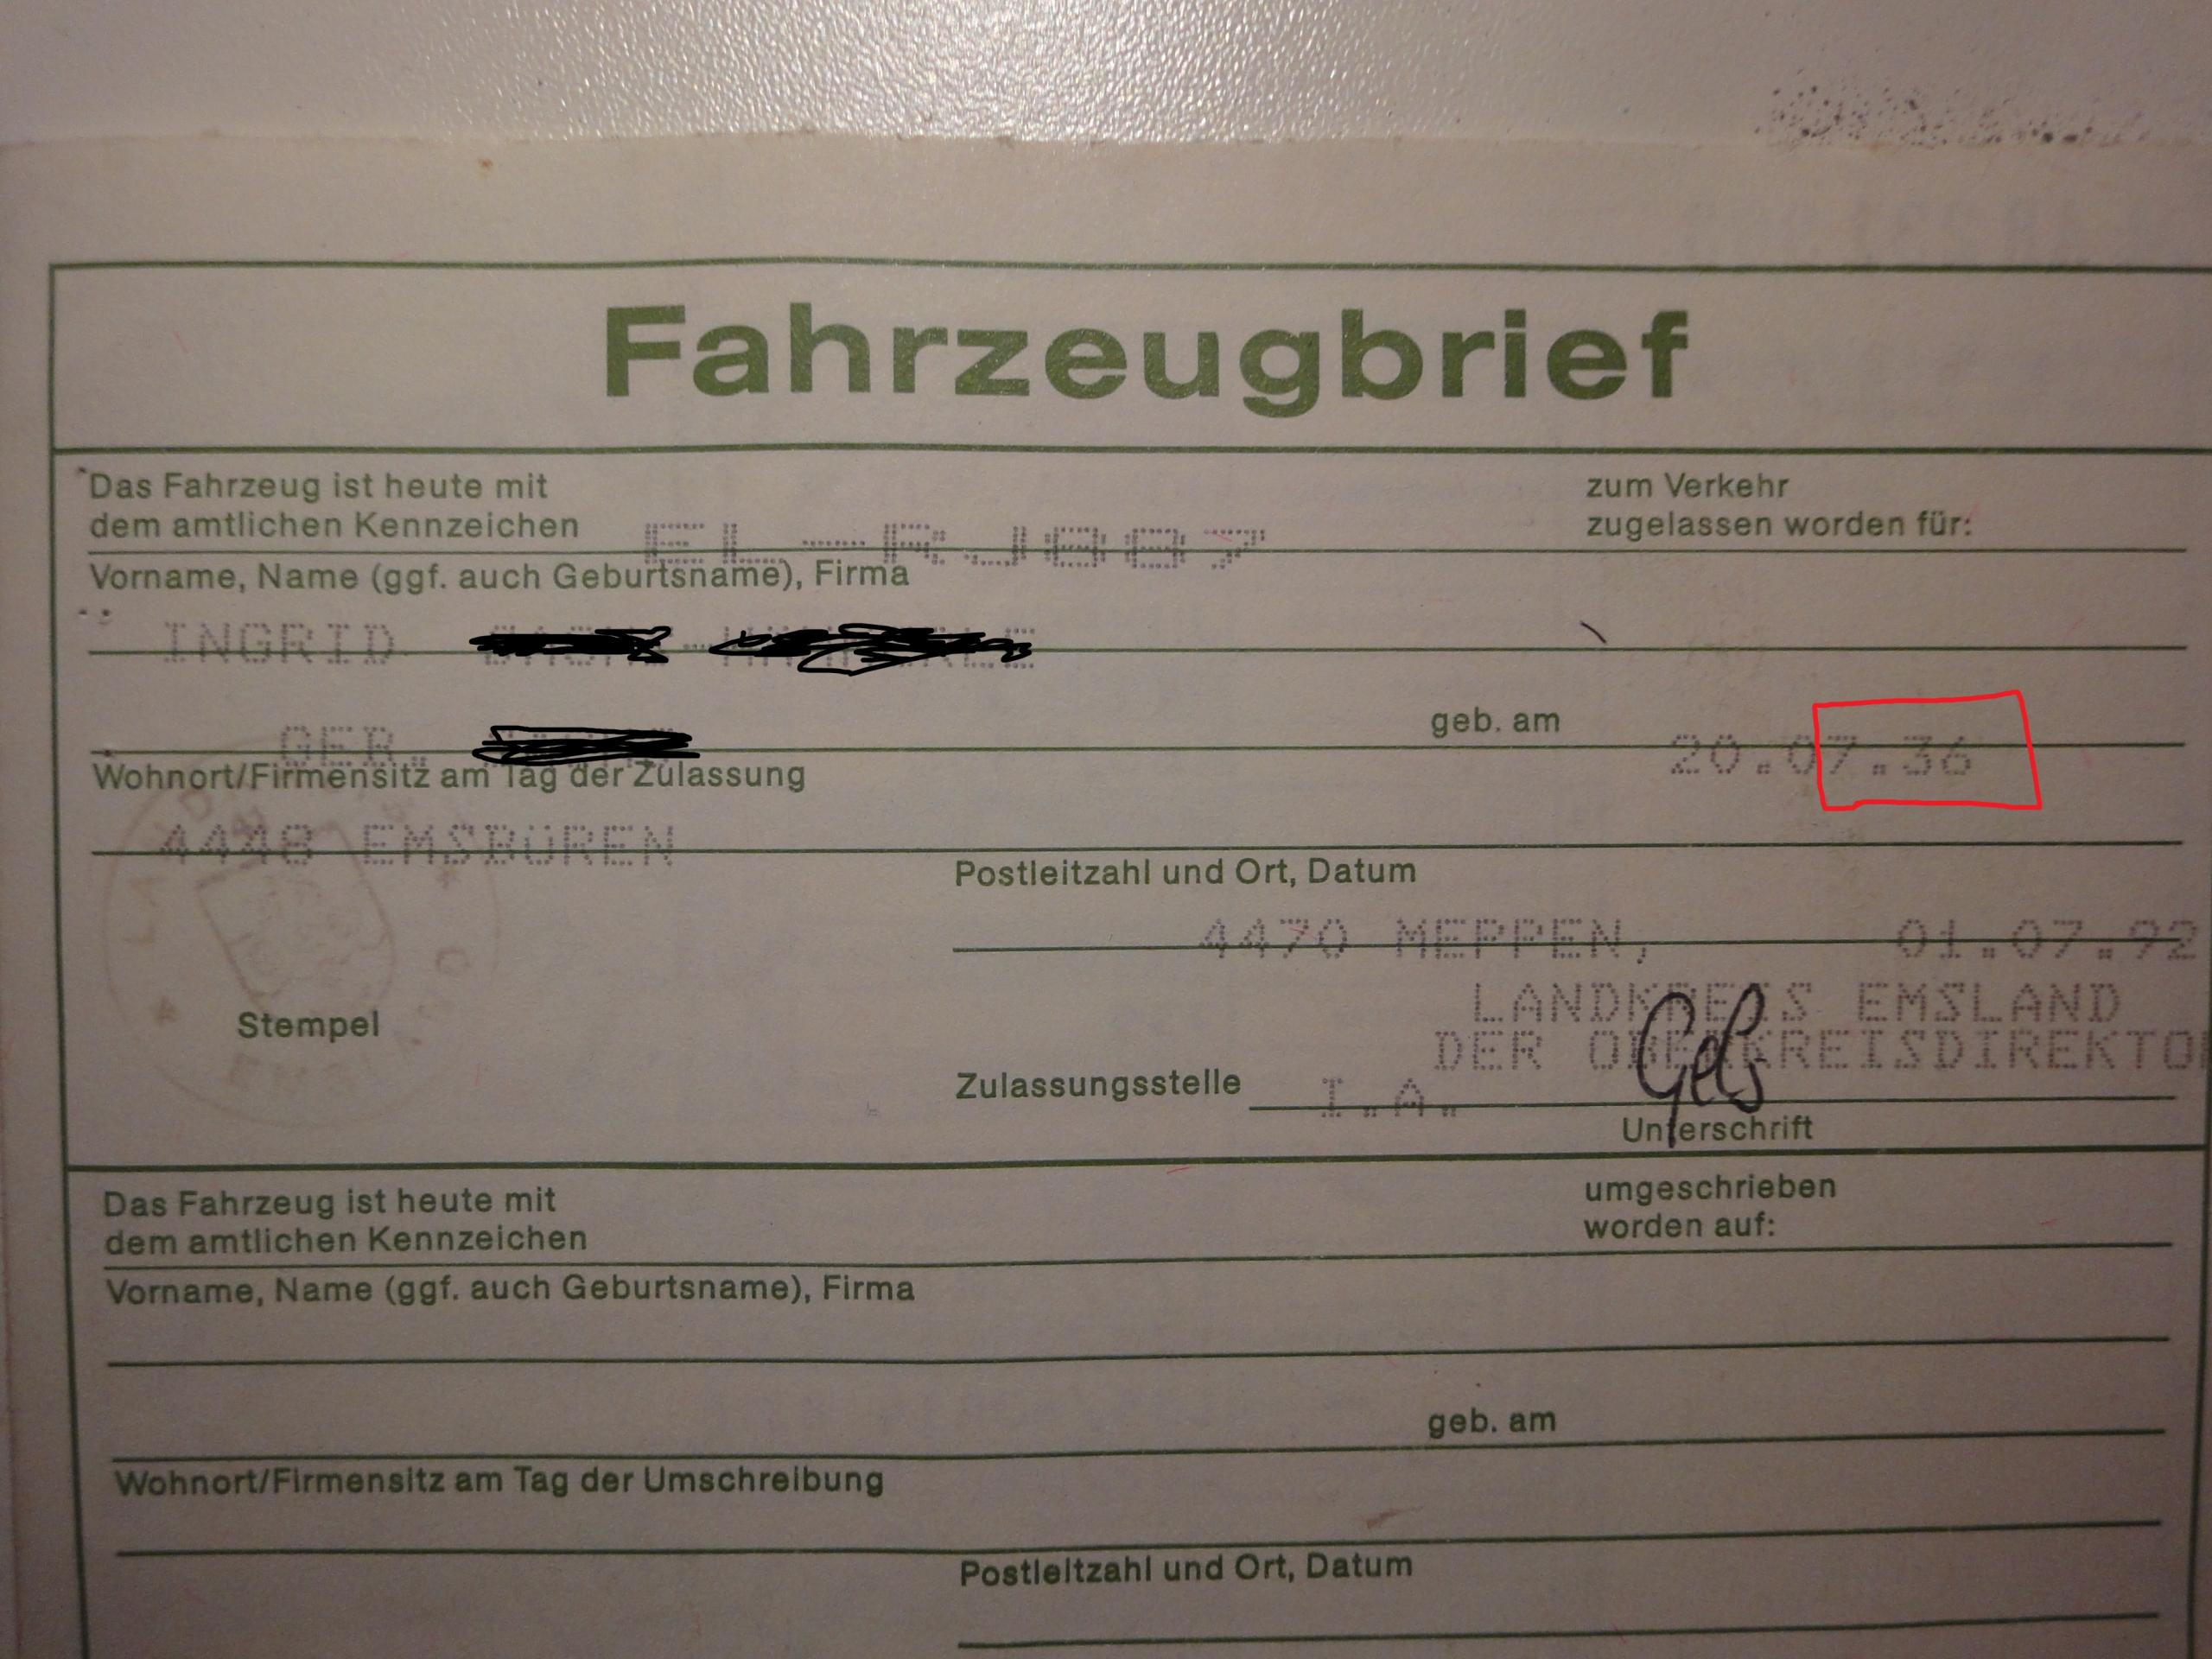 Fahrzeugbrief
Das Fahrzeug ist heute mit
dem amtlichen Kennzeichen
EL-RJ887
zum Verkehr
zugelassen worden für:
Vorname, Name (ggf. auch Geburtsname), Firma
INGRID
GER.
geb. am
20.07.36
Wohnort/Firmensitz am Tag der Zulassung
4448 EMSBÜREN
Postleitzahl und Ort, Datum
4470 MEPPEN, 01.07.92
LANDKREIS EMSLAND
DER OBERKREISDIREKTO
Stempel
Zulassungsstelle
I.A.
Unterschrift
Das Fahrzeug ist heute mit
dem amtlichen Kennzeichen
umgeschrieben
worden auf:
Vorname, Name (ggf. auch Geburtsname), Firma
geb. am
Wohnort/Firmensitz am Tag der Umschreibung
Postleitzahl und Ort, Datum